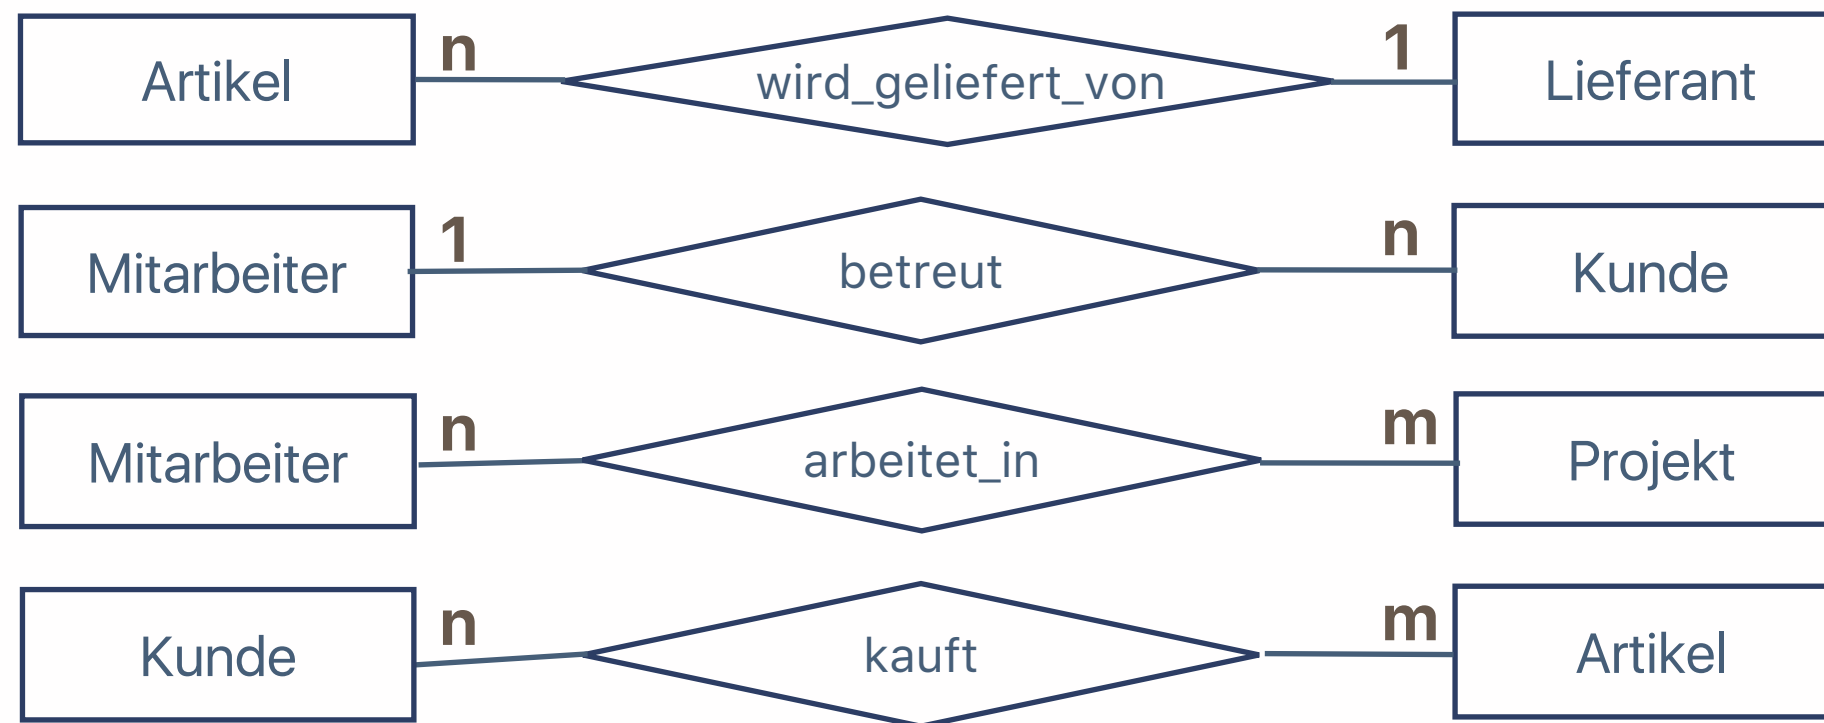 Artikel n wird_geliefert_von 1 Lieferant
Mitarbeiter 1 betreut n Kunde
Mitarbeiter n arbeitet_in m Projekt
Kunde n kauft m Artikel